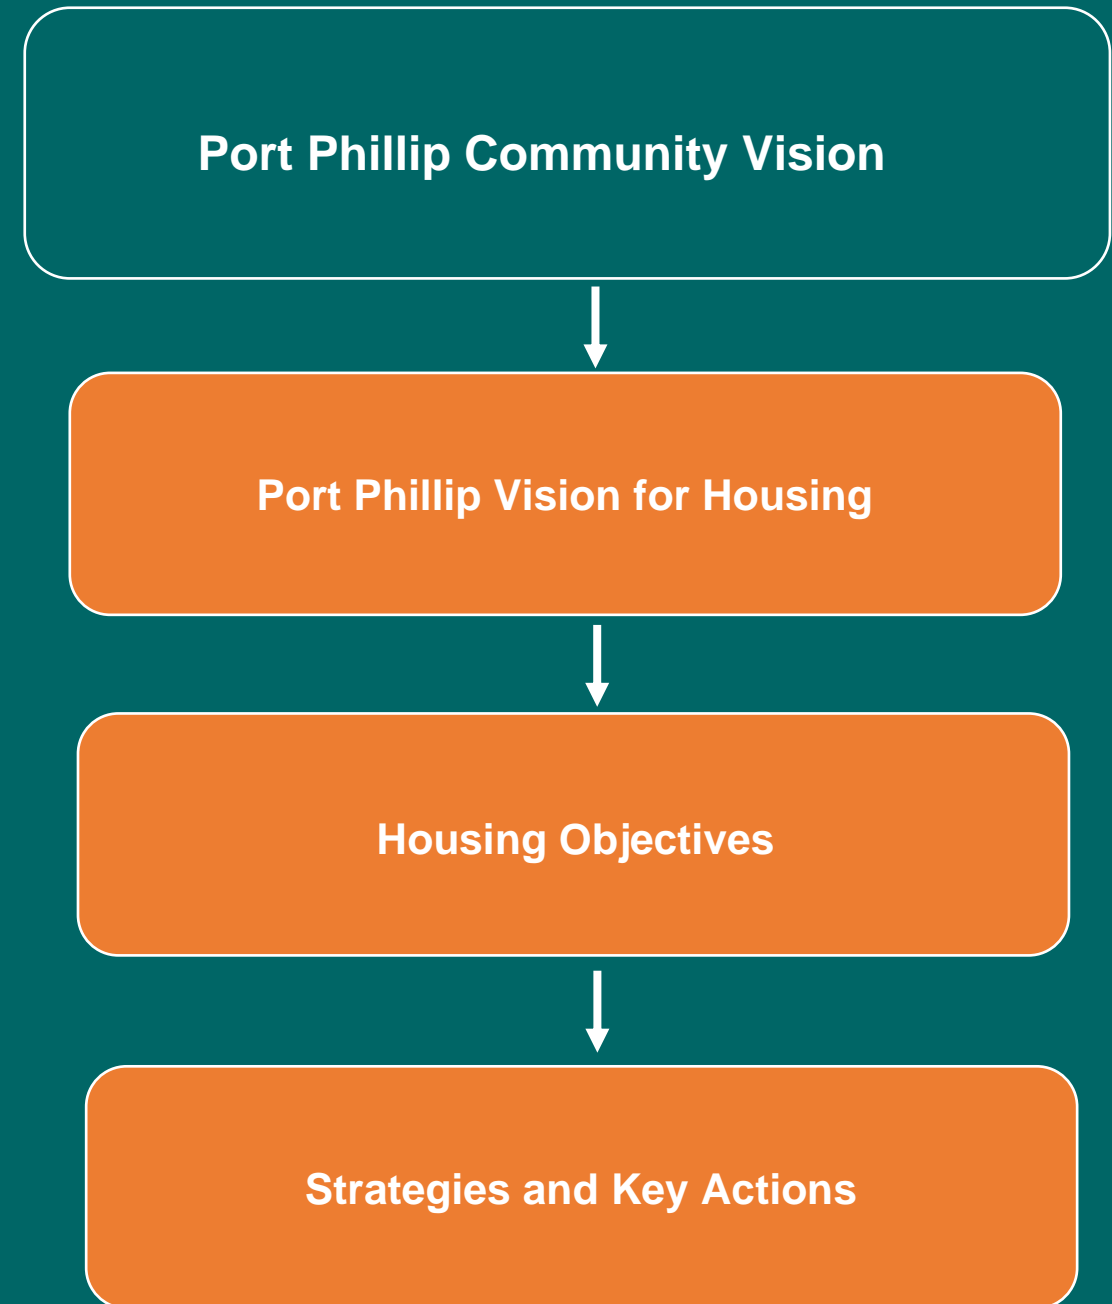 Port Phillip Community Vision
Port Phillip Vision for Housing
Housing Objectives
Strategies and Key Actions